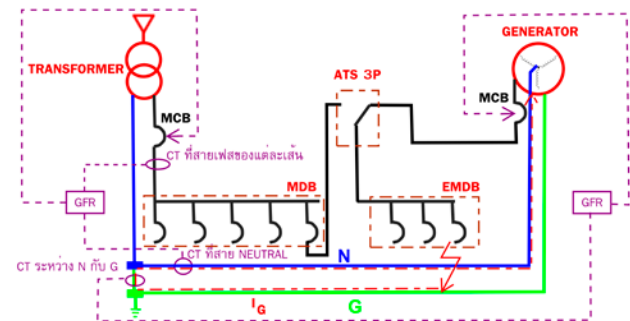 GENERATOR
TRANSFORMER
ATS 3P
MCB
MCB
CT ที่สายเฟสของแต่ละเส้น
GFR
MDB
EMDB
GFR
CT ที่สาย NEUTRAL
N
CT ระหว่าง N กับ G
IG
G